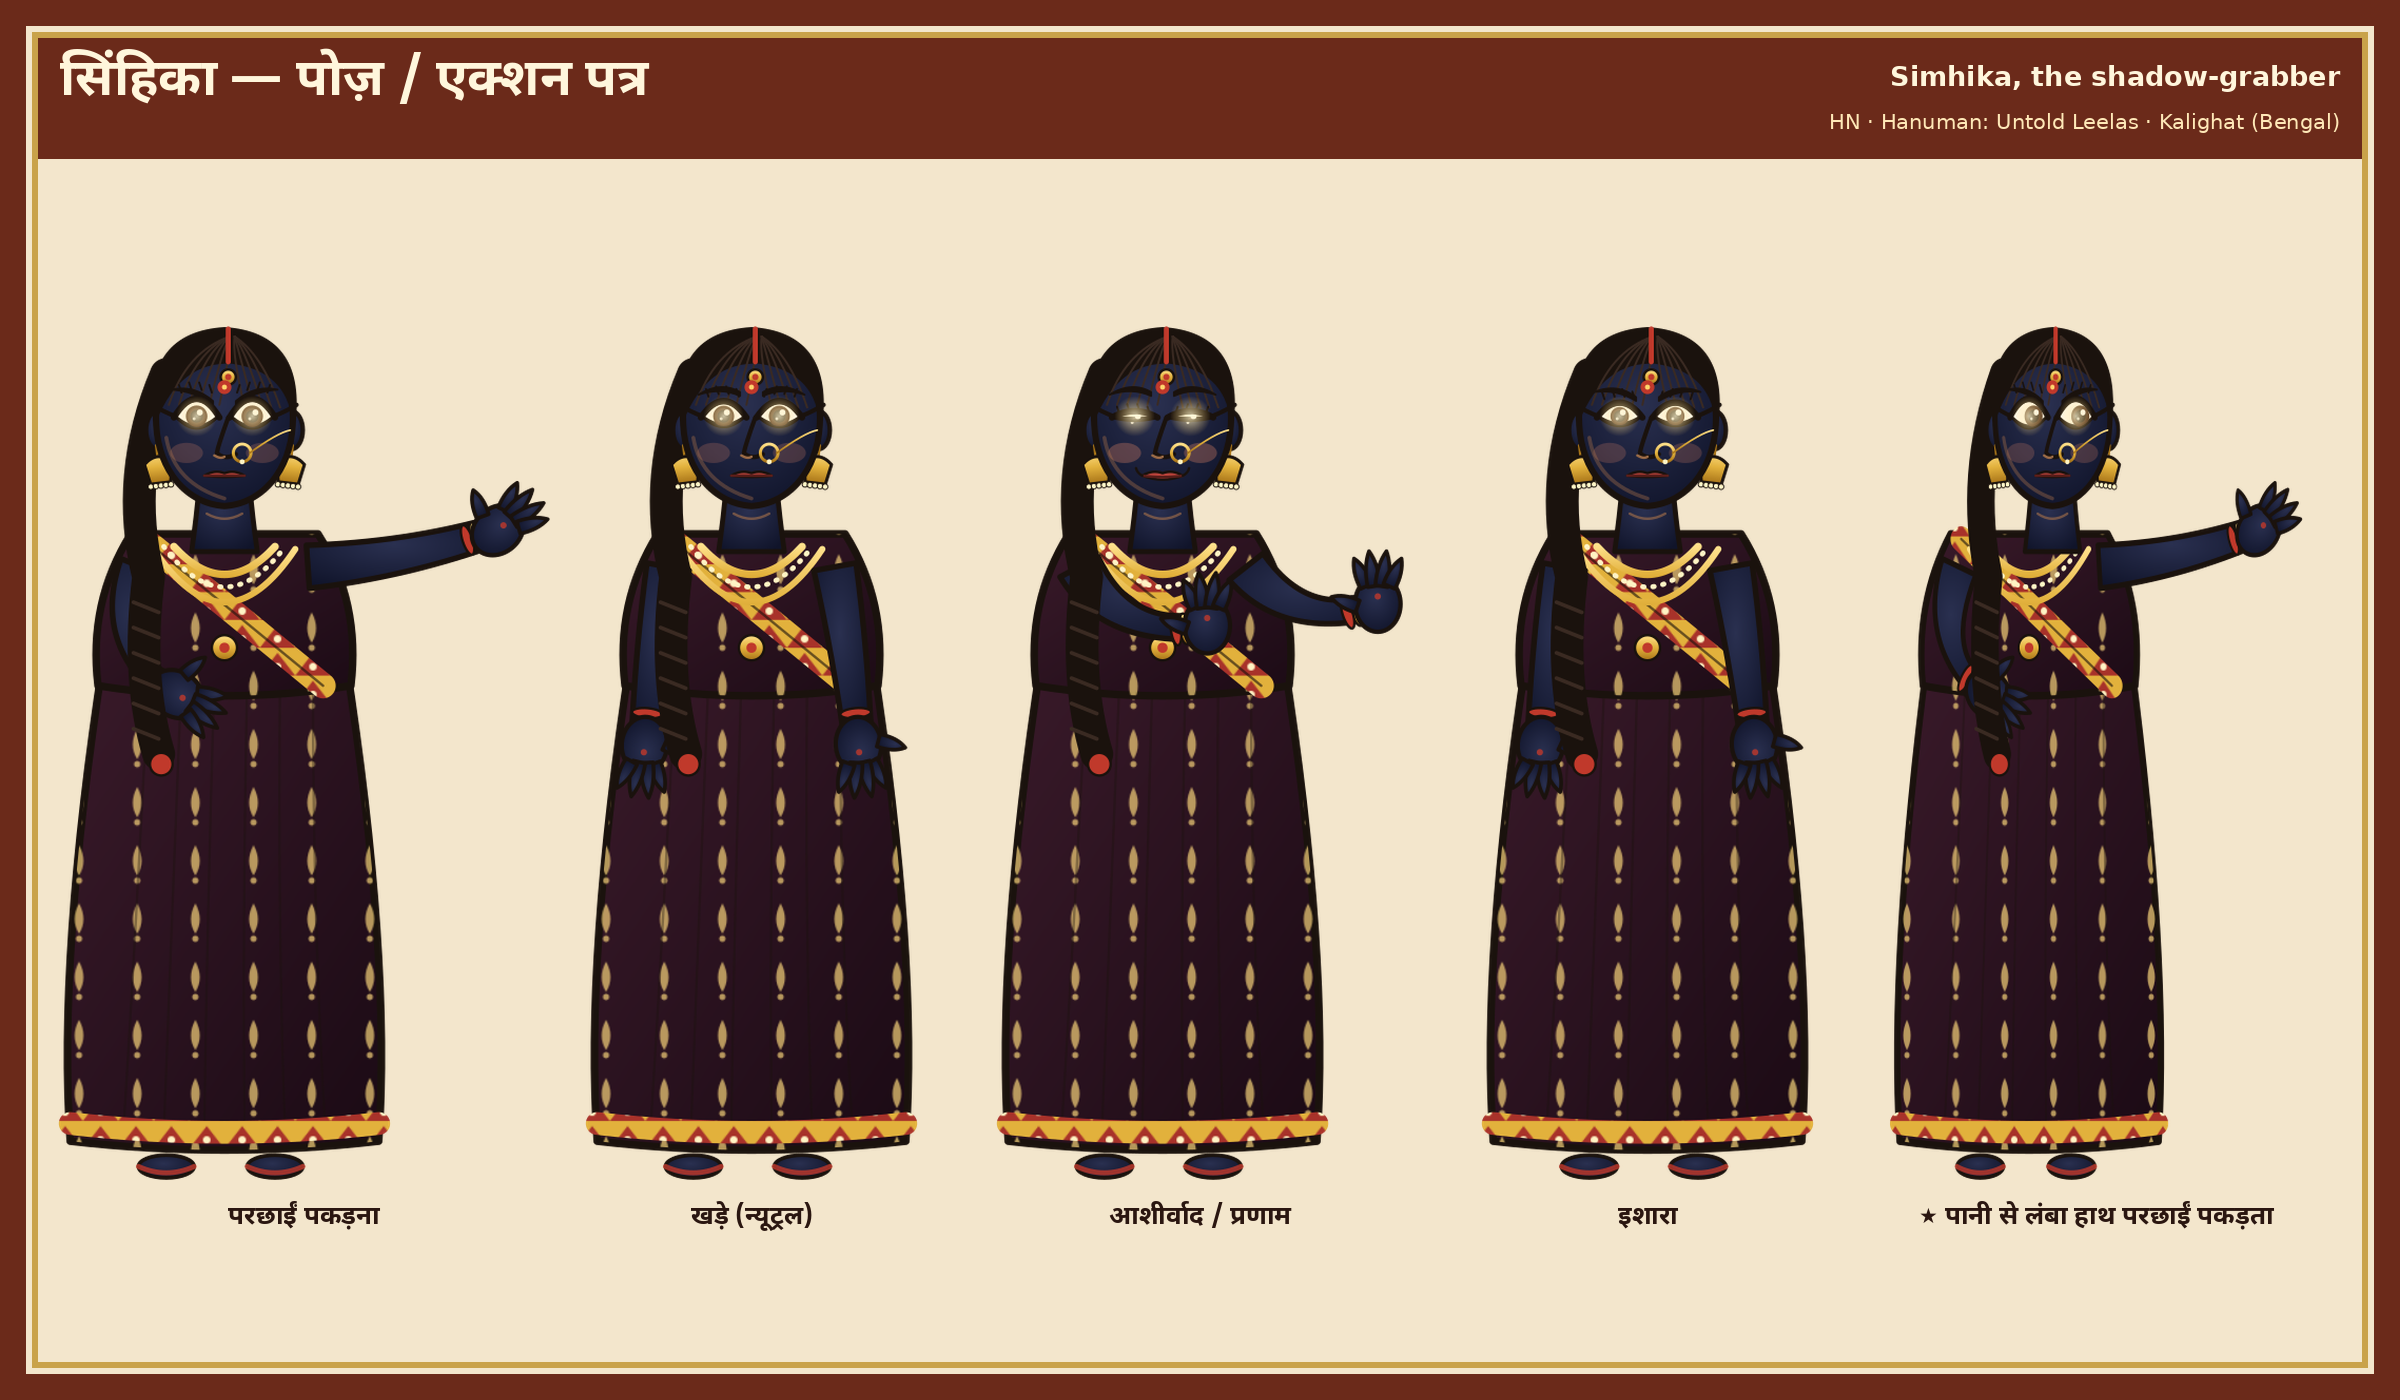 सिंहिका — पोज़ / एक्शन पत्र
Simhika, the shadow-grabber
HN · Hanuman: Untold Leelas · Kalighat (Bengal)
परछाईं पकड़ना
खड़े (न्यूट्रल)
आशीर्वाद / प्रणाम
इशारा
★ पानी से लंबा हाथ परछाईं पकड़ता